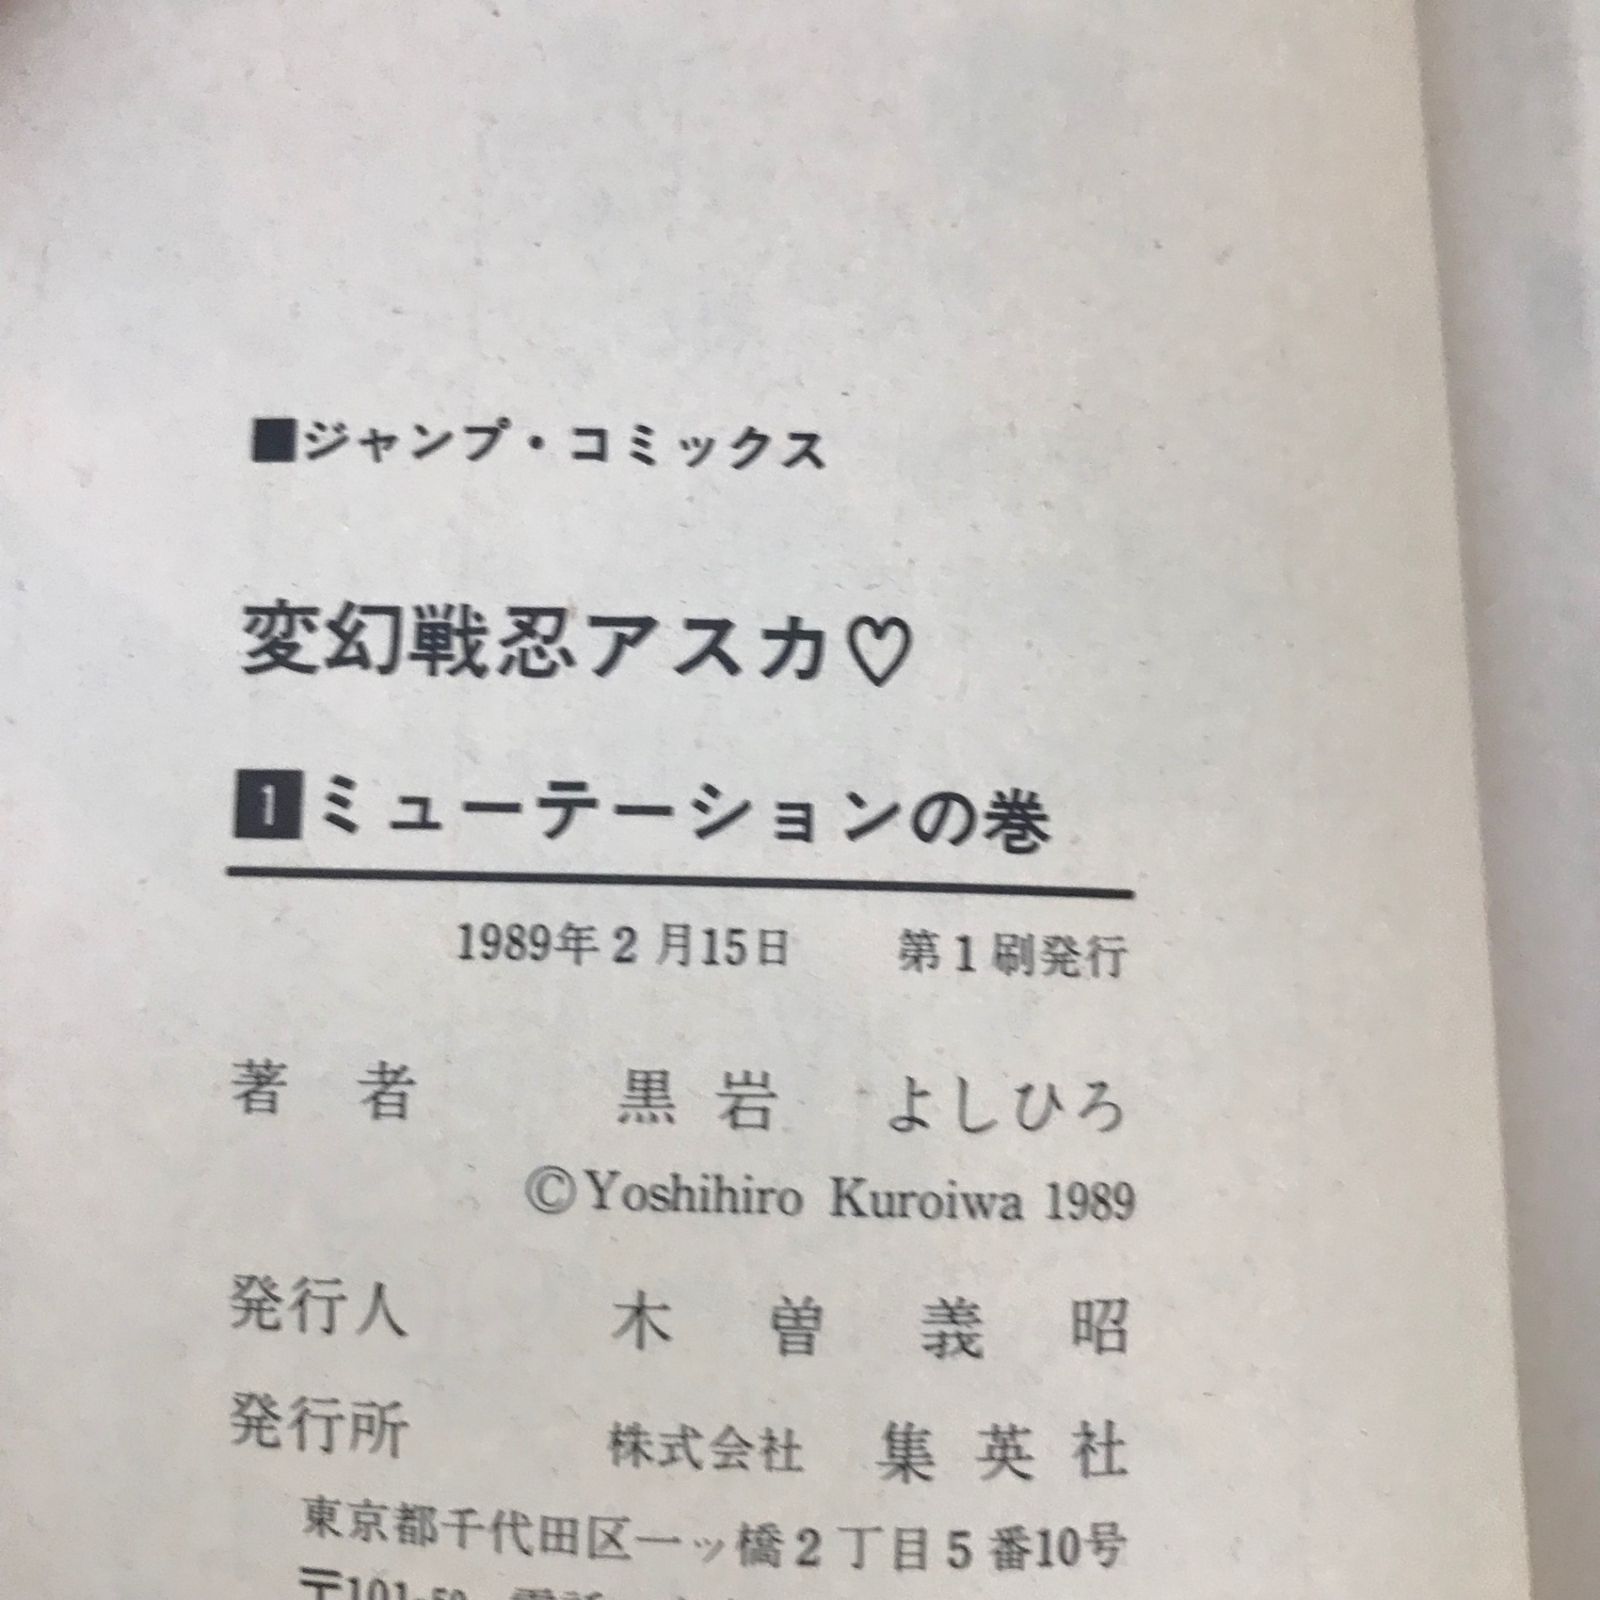 ■ジャンプ・コミックス
変幻戦忍アスカ♡
1 ミューテーションの巻
1989年2月15日　第1刷発行
著者　黒岩　よしひろ
©Yoshihiro Kuroiwa 1989
発行人　木曽義昭
発行所　株式会社　集英社
東京都千代田区一ッ橋2丁目5番10号
〒101-50